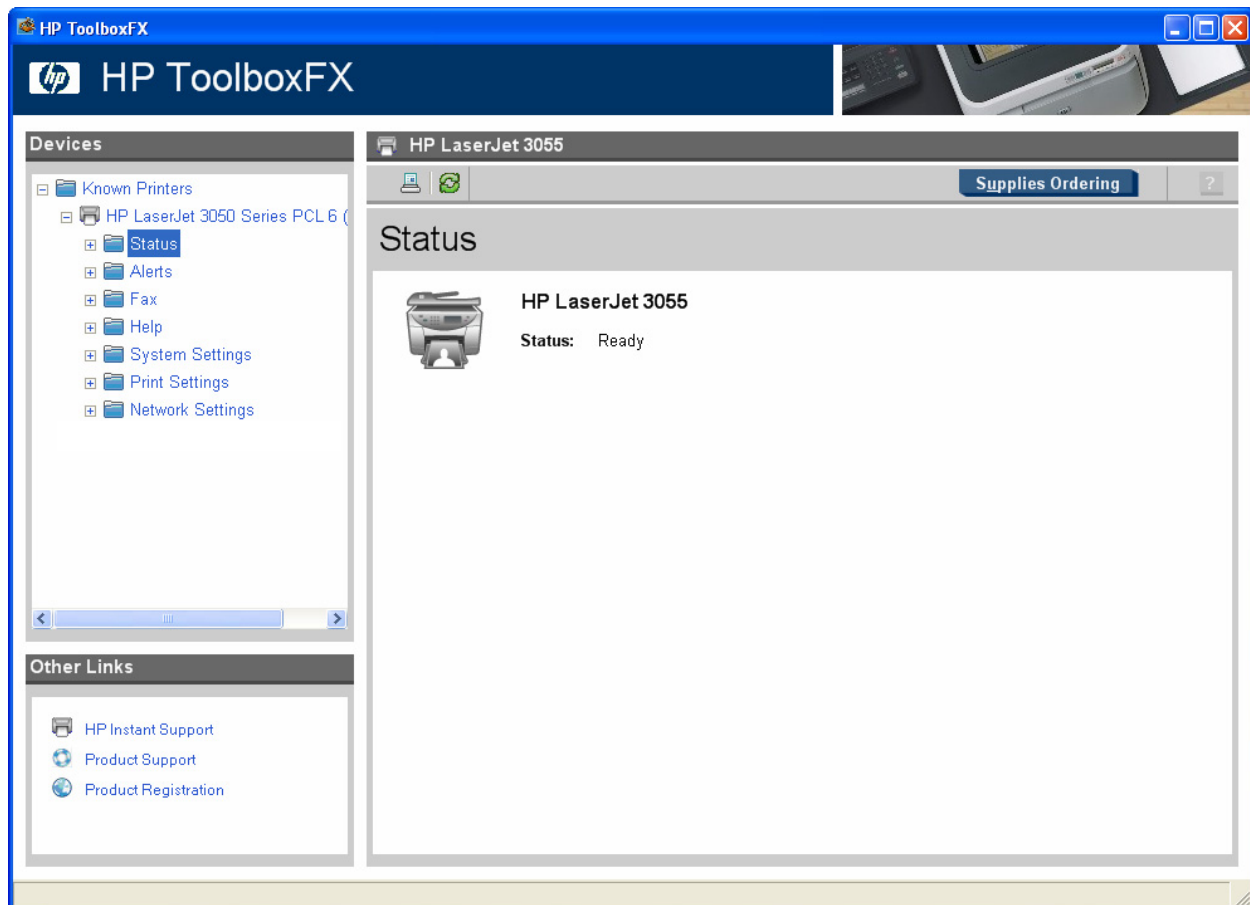 HP ToolboxFX
hp HP ToolboxFX
Devices
Known Printers
HP LaserJet 3050 Series PCL 6 (
Status
Alerts
Fax
Help
System Settings
Print Settings
Network Settings
Other Links
HP Instant Support
Product Support
Product Registration
HP LaserJet 3055
Supplies Ordering ?
Status
HP LaserJet 3055
Status: Ready